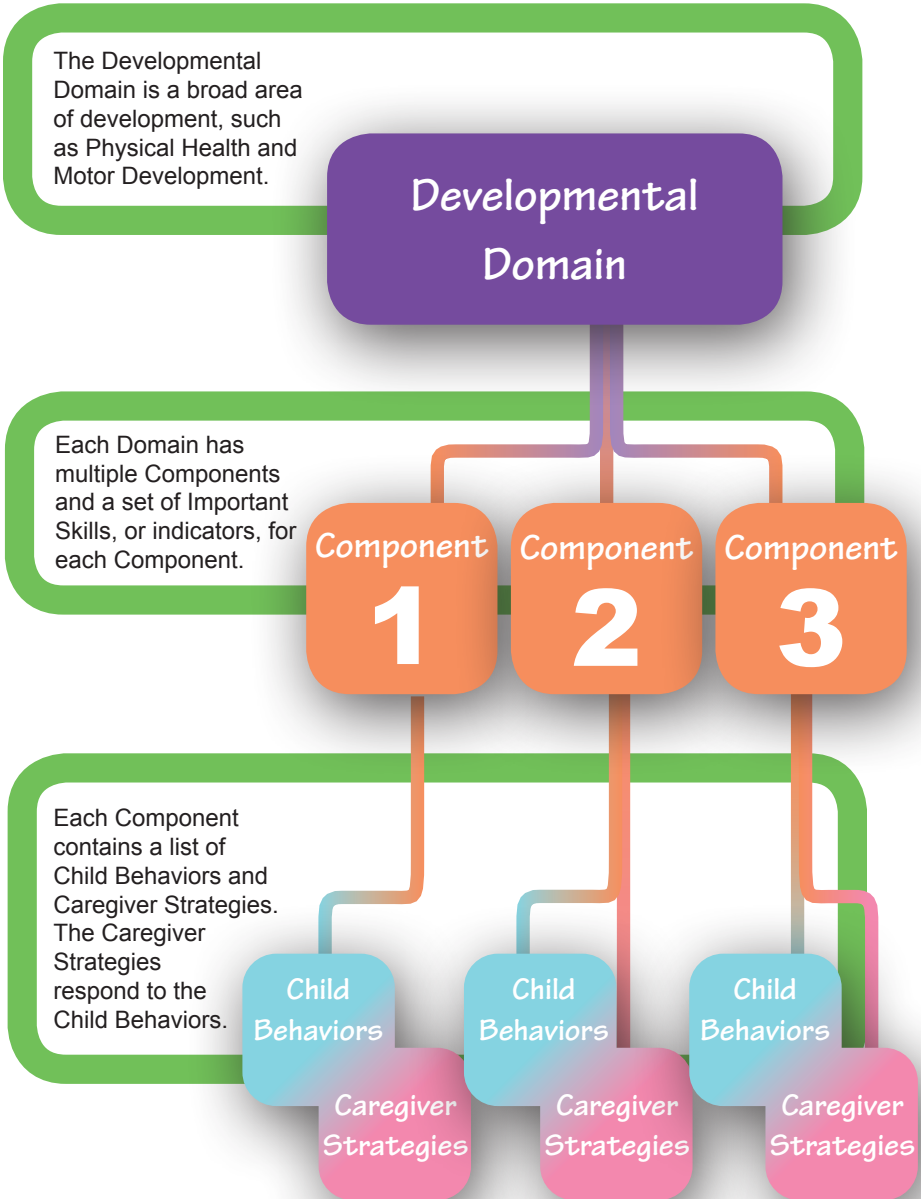 The Developmental
Domain is a broad area
of development, such
as Physical Health and
Motor Development.
Developmental
Domain
Each Domain has
multiple Components
and a set of Important
Skills, or indicators, for
each Component.
Component
1
Component
2
Component
3
Each Component
contains a list of
Child Behaviors and
Caregiver Strategies.
The Caregiver
Strategies
respond to the
Child Behaviors.
Child
Behaviors
Caregiver
Strategies
Child
Behaviors
Caregiver
Strategies
Child
Behaviors
Caregiver
Strategies